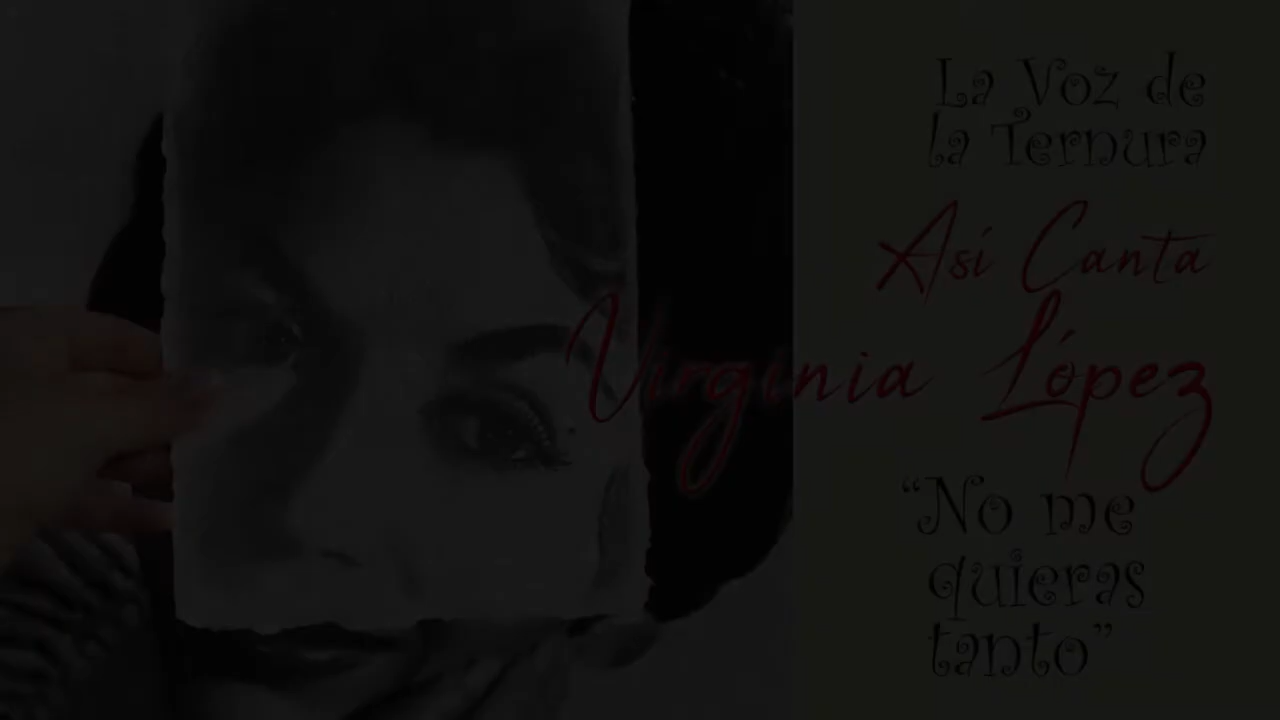 La Voz de
la Ternura
Así Canta
Virginia López
“No me
quieras
tanto”